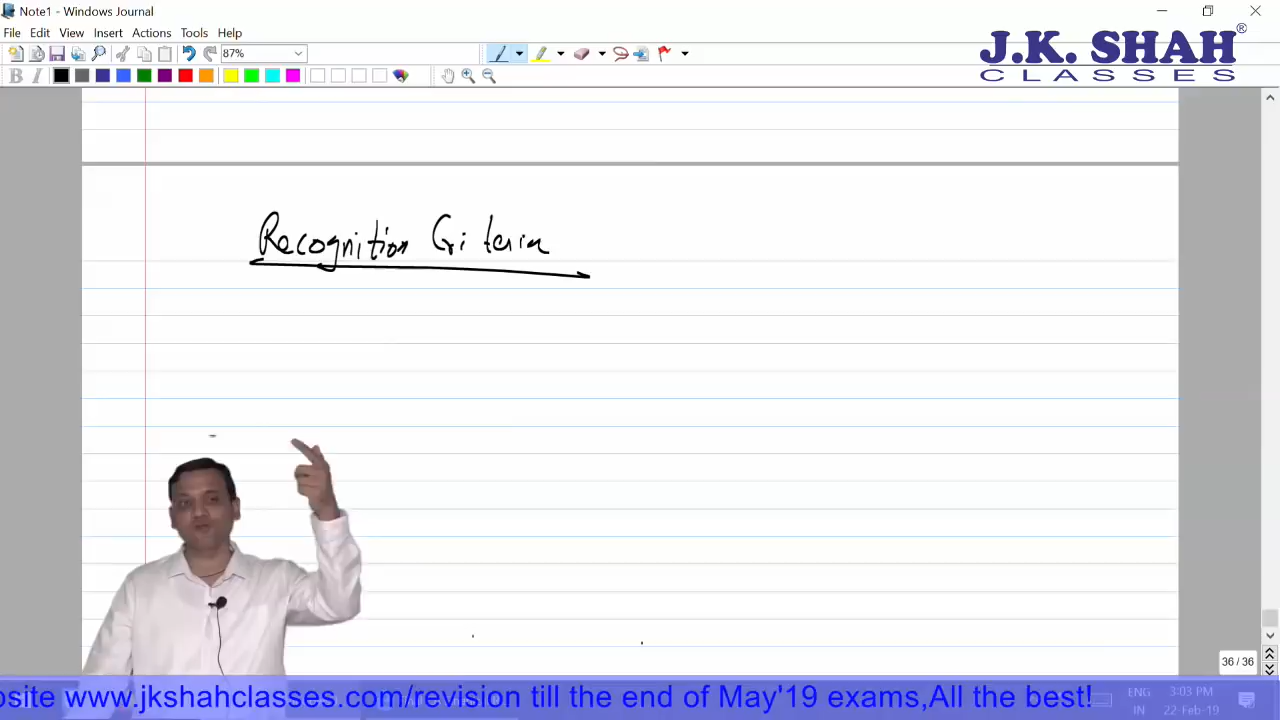 Note1 - Windows Journal
File Edit View Insert Actions Tools Help
87%
J.K. SHAH®
CLASSES
Recognition Criteria
36 / 36
osite www.jkshahclasses.com/revision till the end of May'19 exams,All the best!
ENG
IN
3:03 PM
22-Feb-19